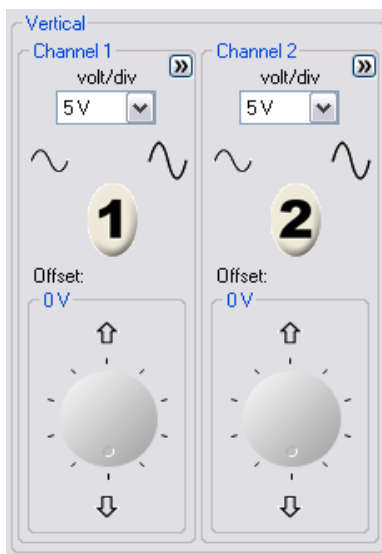 Vertical
Channel 1
volt/div
5 V
1
Offset:
0 V
Channel 2
volt/div
5 V
2
Offset:
0 V